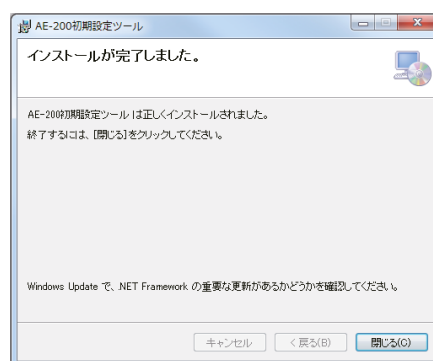 AE-200初期設定ツール
インストールが完了しました。
AE-200初期設定ツール は正しくインストールされました。
終了するには、[閉じる]をクリックしてください。
Windows Update で、.NET Framework の重要な更新があるかどうかを確認してください。
キャンセル
< 戻る(B)
閉じる(C)